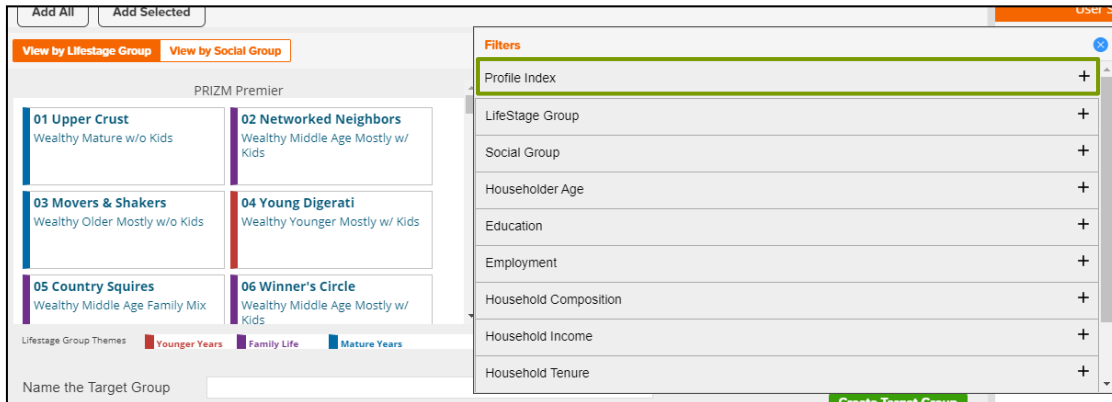 Add All
Add Selected
User S
View by Lifestage Group
View by Social Group
PRIZM Premier
01 Upper Crust
Wealthy Mature w/o Kids
02 Networked Neighbors
Wealthy Middle Age Mostly w/
Kids
03 Movers & Shakers
Wealthy Older Mostly w/o Kids
04 Young Digerati
Wealthy Younger Mostly w/ Kids
05 Country Squires
Wealthy Middle Age Family Mix
06 Winner's Circle
Wealthy Middle Age Mostly w/
Kids
Lifestage Group Themes
Younger Years
Family Life
Mature Years
Name the Target Group
Filters
Profile Index
LifeStage Group
Social Group
Householder Age
Education
Employment
Household Composition
Household Income
Household Tenure
Create Target Group